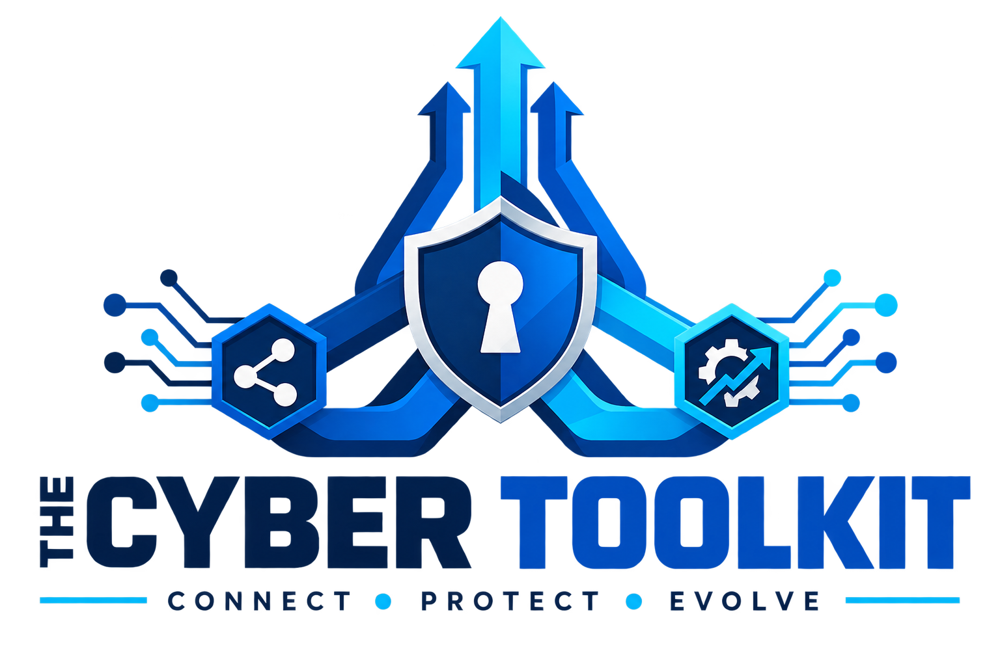 THE CYBER TOOLKIT
CONNECT • PROTECT • EVOLVE